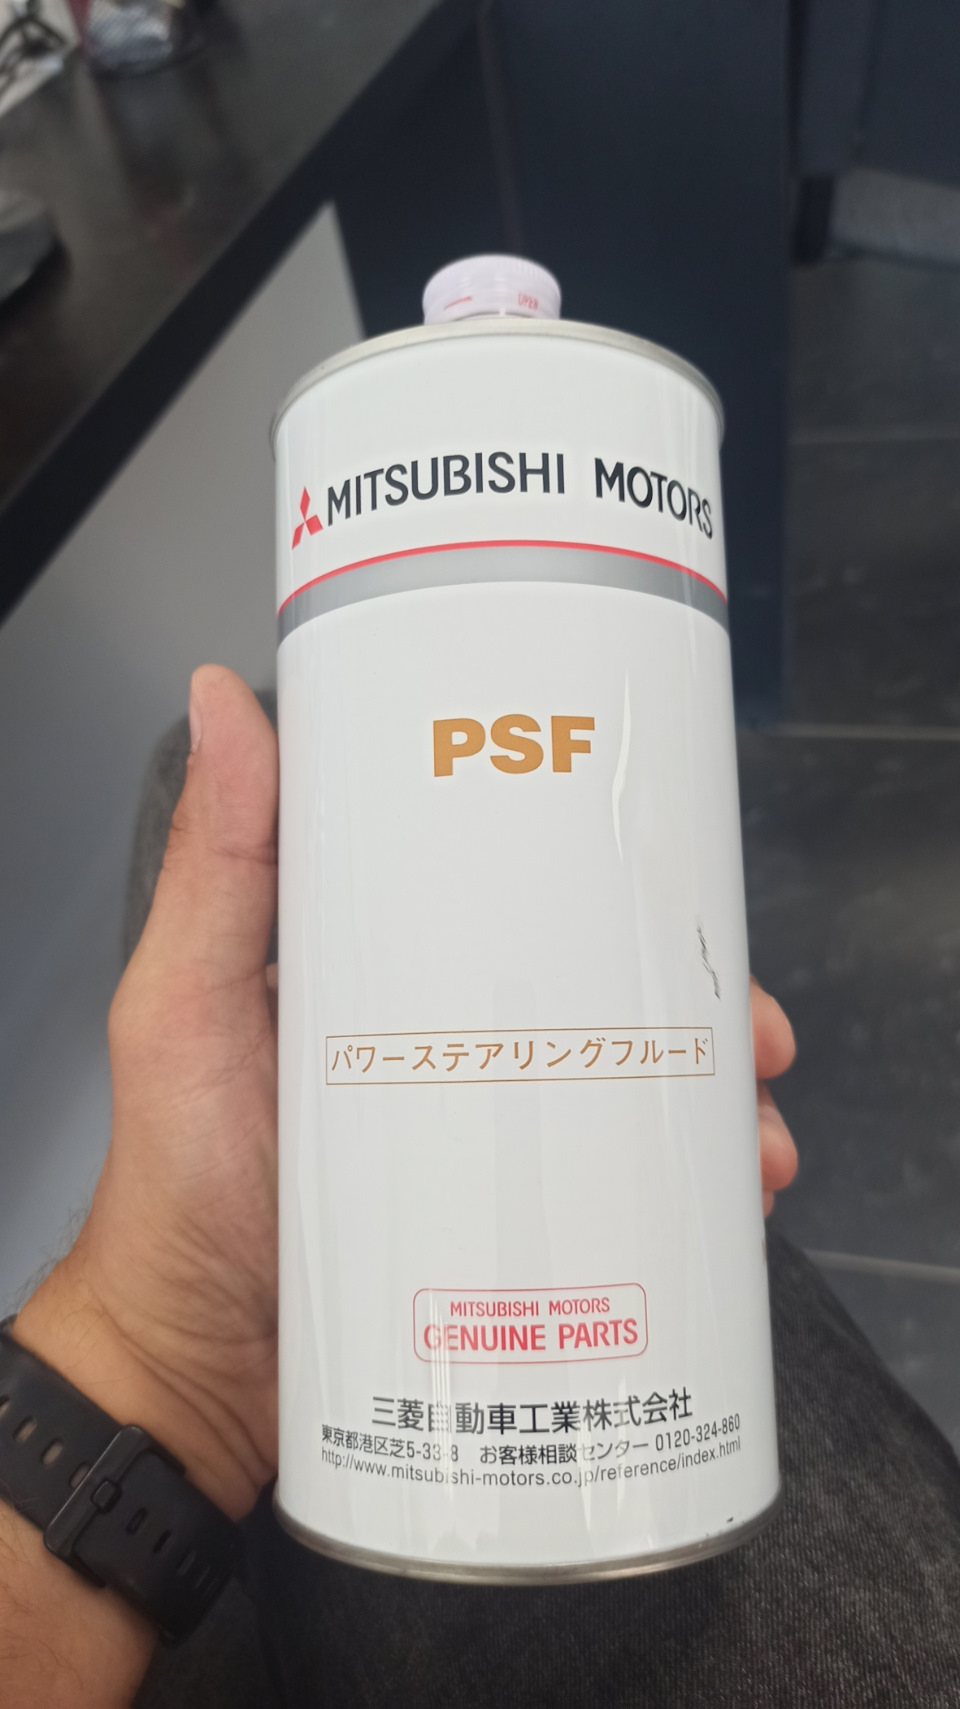 OPEN
MITSUBISHI MOTORS
PSF
パワーステアリングフルード
MITSUBISHI MOTORS
GENUINE PARTS
三菱自動車工業株式会社
東京都港区芝5-33-8 お客様相談センター 0120-324-860
http://www.mitsubishi-motors.co.jp/reference/index.html